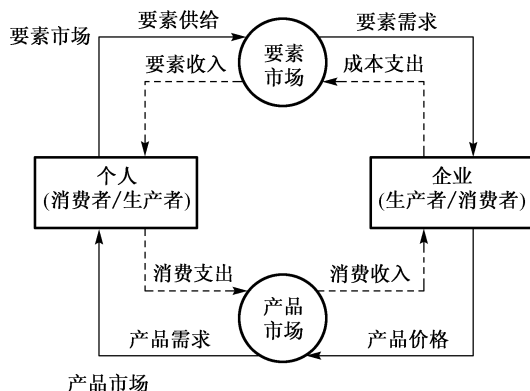 要素供给
要素需求
要素市场
要素
市场
要素收入
成本支出
个人
(消费者/生产者)
企业
(生产者/消费者)
消费支出
消费收入
产品
市场
产品需求
产品价格
产品市场